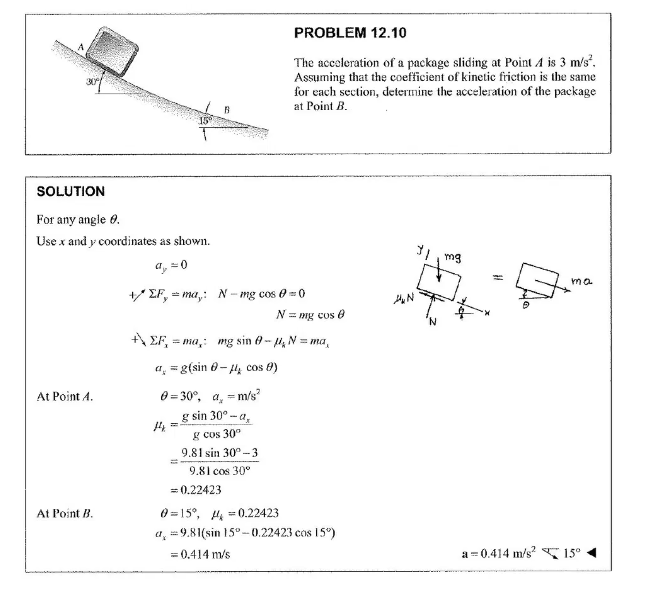 PROBLEM 12.10
The acceleration of a package sliding at Point A is 3 m/s².
Assuming that the coefficient of kinetic friction is the same
for each section, determine the acceleration of the package
at Point B.
A
30°
B
15°
SOLUTION
For any angle θ.
Use x and y coordinates as shown.
a_y = 0
+↗ ΣF_y = ma_y: N − mg cos θ = 0
N = mg cos θ
+↘ ΣF_x = ma_x: mg sin θ − μ_k N = ma_x
a_x = g(sin θ − μ_k cos θ)
y
mg
μ_k N
N
θ
x
=
ma
θ
At Point A. θ = 30°, a_x = m/s²
μ_k = (g sin 30° − a_x) / (g cos 30°)
= (9.81 sin 30° − 3) / (9.81 cos 30°)
= 0.22423
At Point B. θ = 15°, μ_k = 0.22423
a_x = 9.81(sin 15° − 0.22423 cos 15°)
= 0.414 m/s
a = 0.414 m/s² 15° ◀